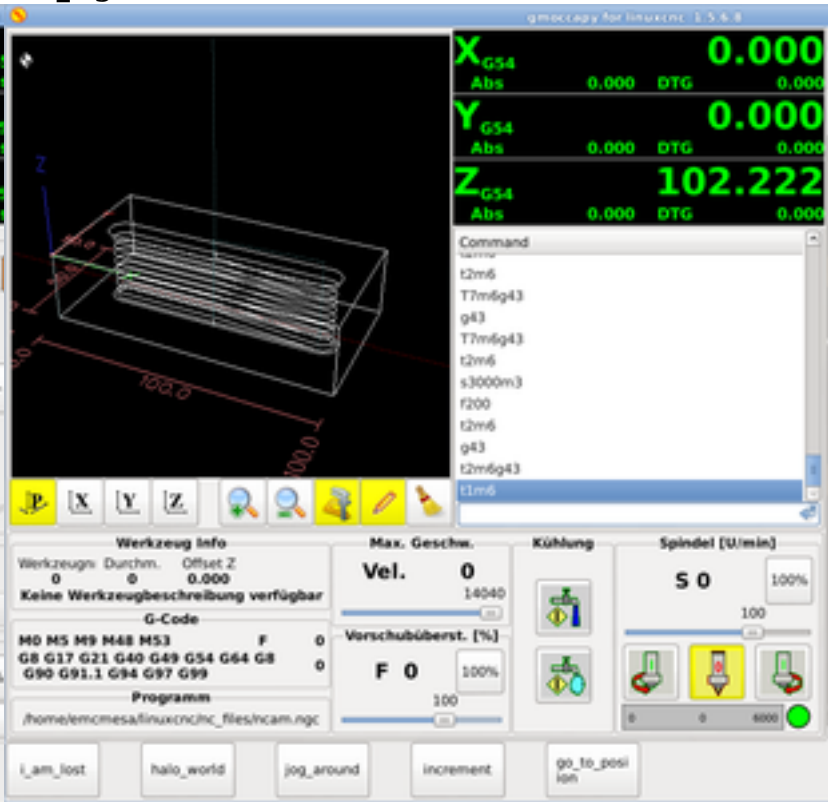 gmoccapy for linuxcnc 1.5.6.8
X G54 0.000
Abs 0.000 DTG 0.000
Y G54 0.000
Abs 0.000 DTG 0.000
Z G54 102.222
Abs 0.000 DTG 0.000
Z
100.0
Command
t2m6
T7m6g43
g43
T7m6g43
t2m6
s3000m3
f200
t2m6
g43
t2m6g43
t1m6
P X Y Z
Werkzeug Info
Werkzeugn Durchm. Offset Z
0 0 0.000
Keine Werkzeugbeschreibung verfügbar
G-Code
M0 M5 M9 M48 M53 F 0
G8 G17 G21 G40 G49 G54 G64 G8 0
G90 G91.1 G94 G97 G99
Programm
/home/emcmesa/linuxcnc/nc_files/ncam.ngc
Max. Geschw.
Vel. 0
14040
Vorschubüberst. [%]
F 0 100%
100
Kühlung
Spindel [U/min]
S 0 100%
100
0 0 6000
i_am_lost
halo_world
jog_around
increment
go_to_posi
ion